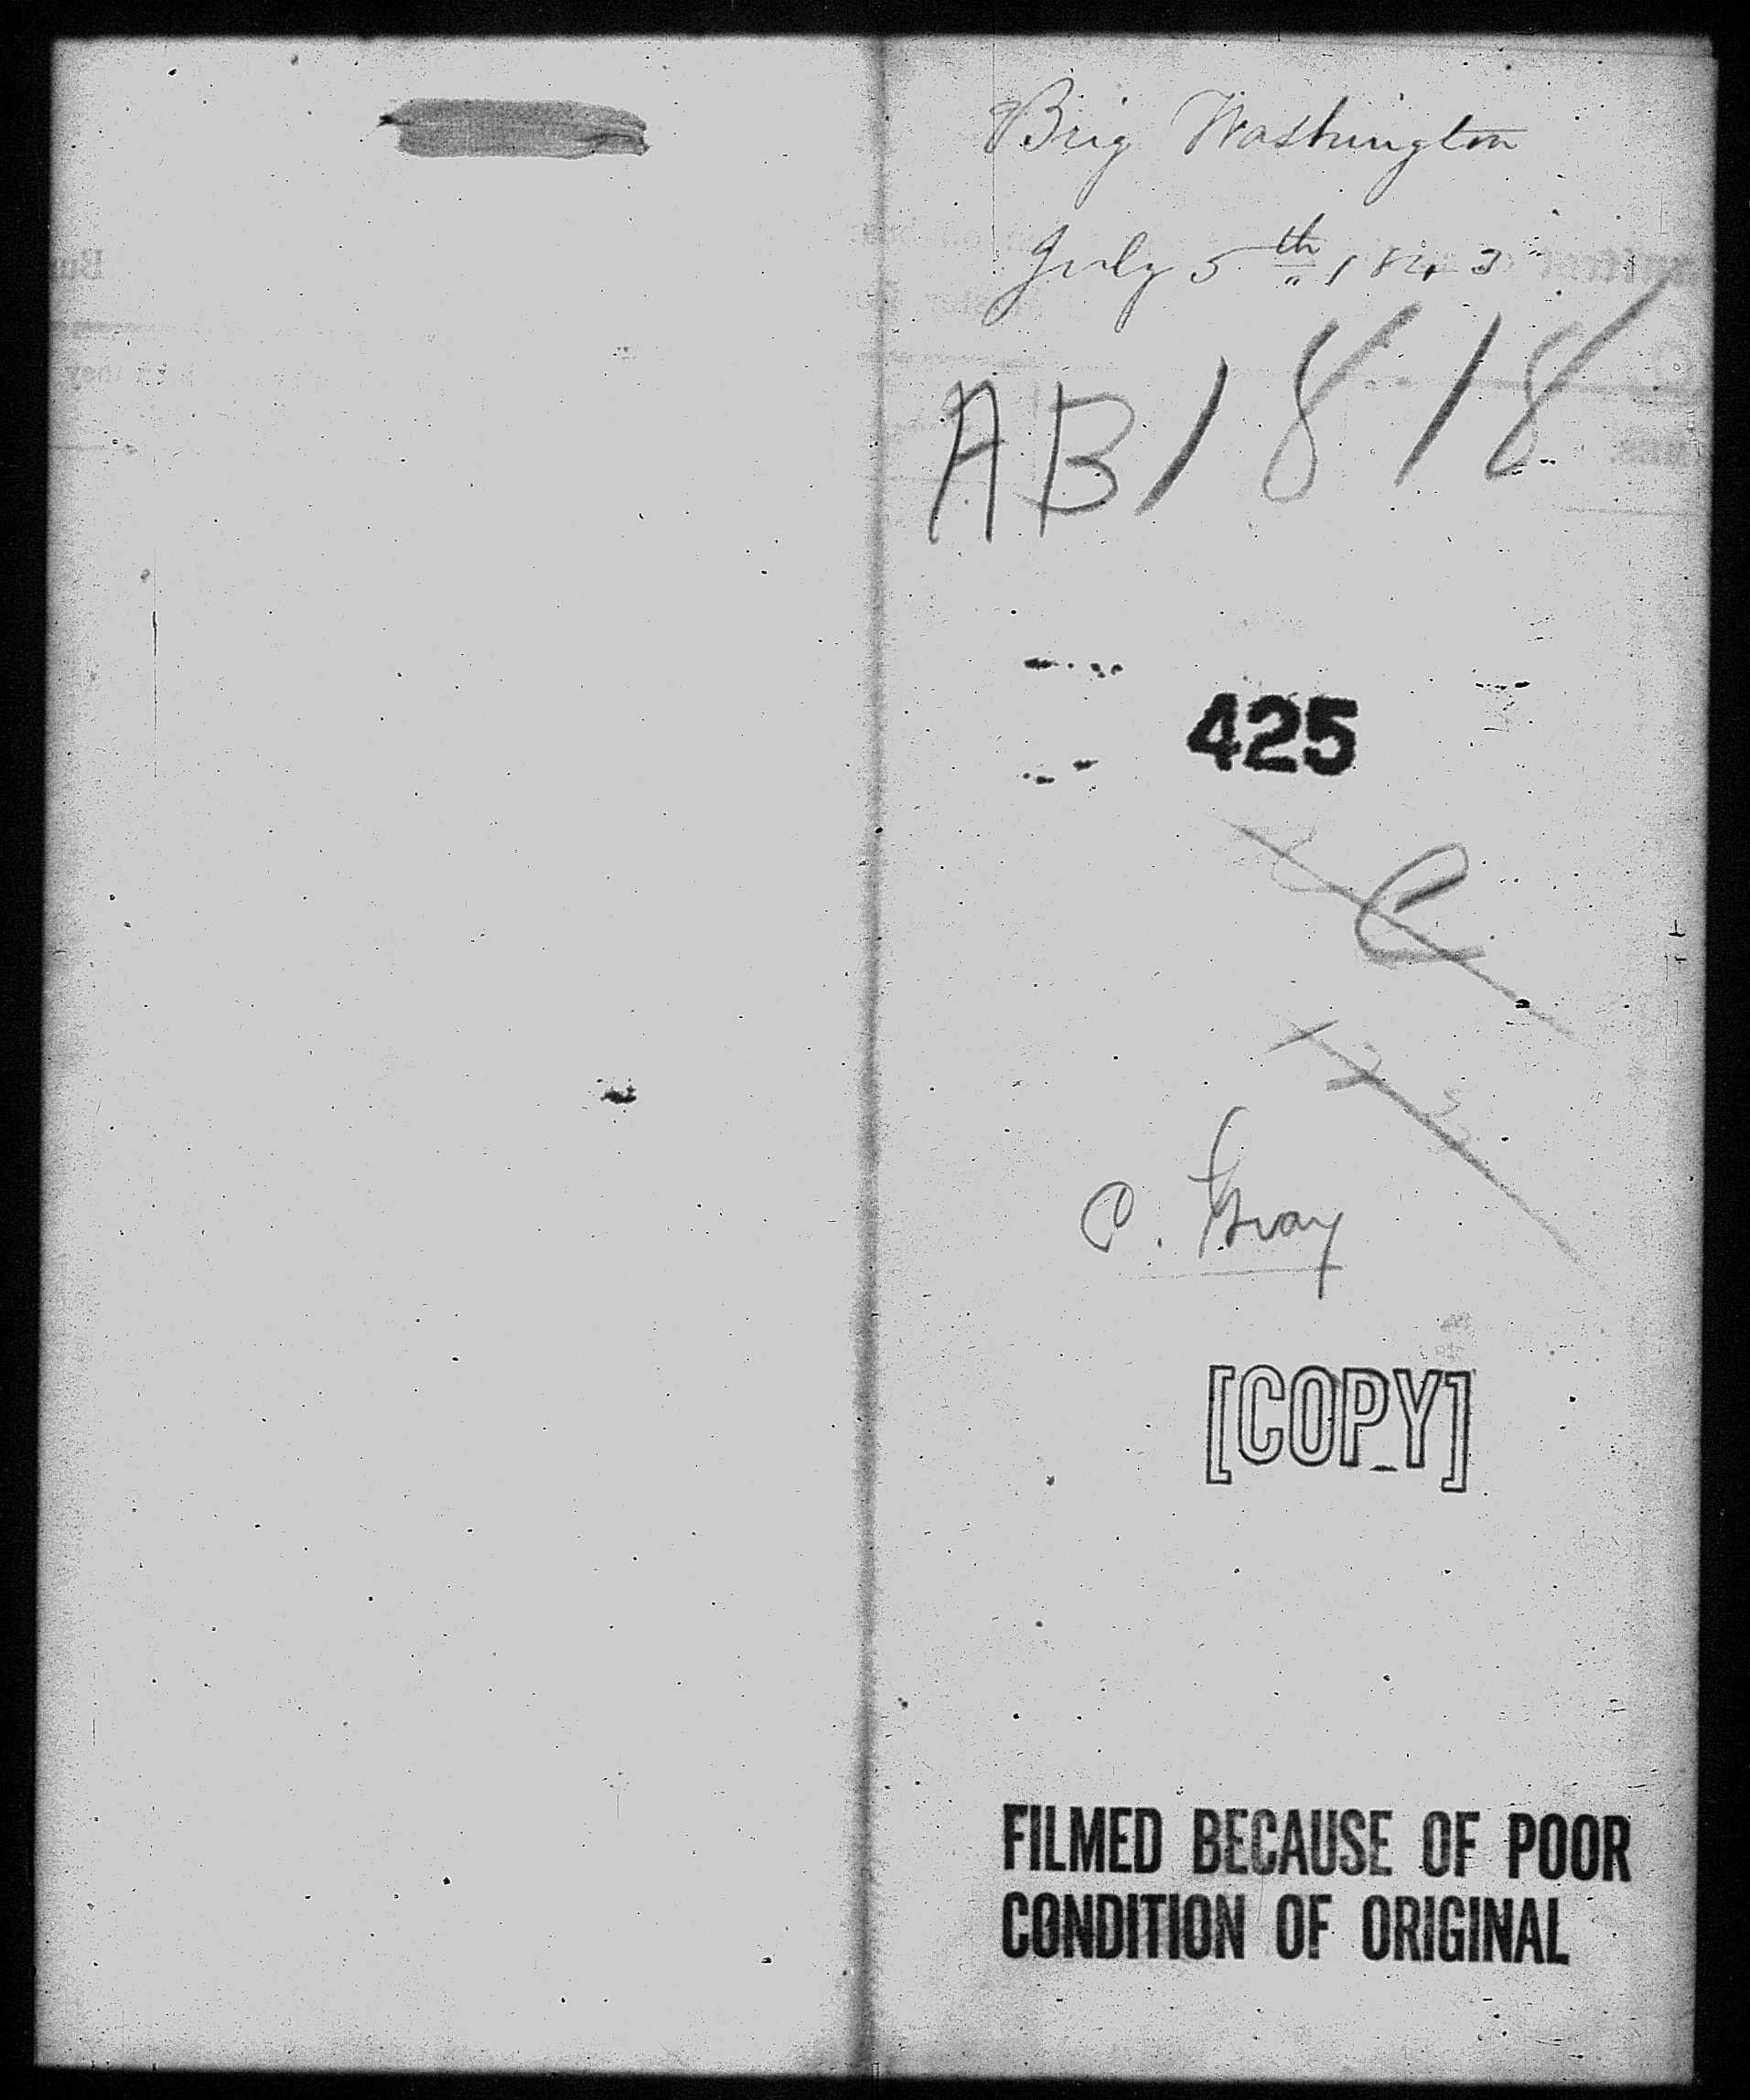 Brig Washington
July 5th 1843
AB1818
425
C
C. Gray
[COPY]
FILMED BECAUSE OF POOR
CONDITION OF ORIGINAL